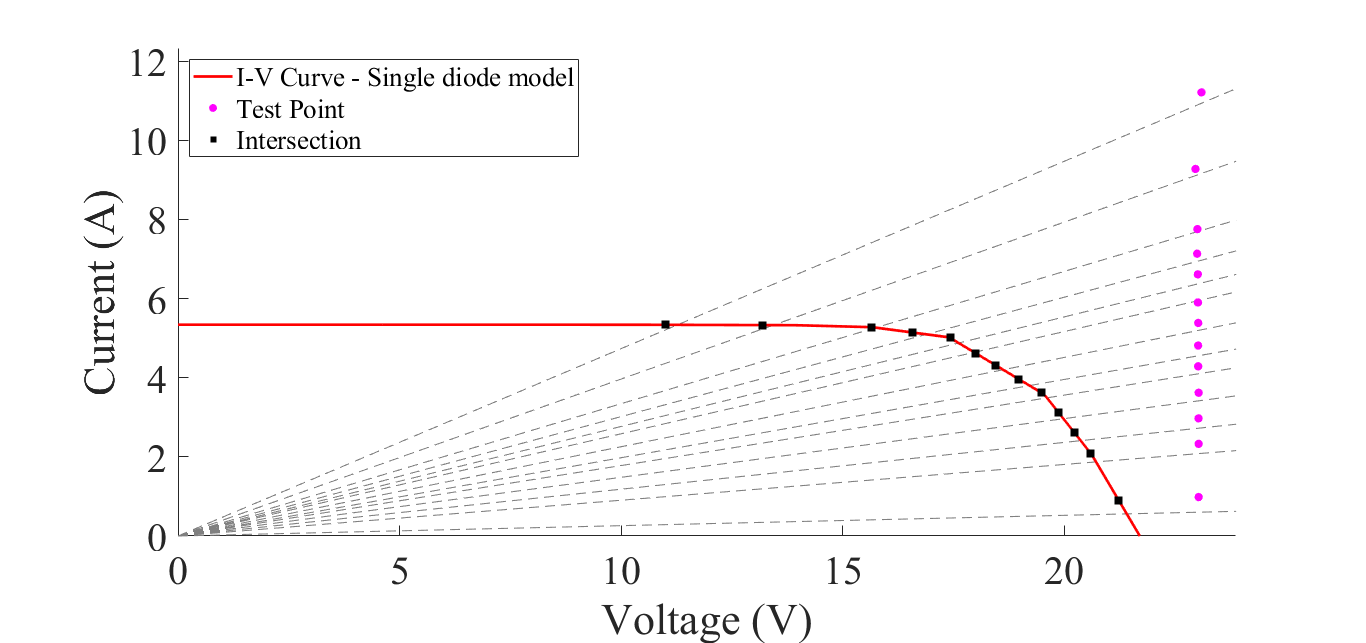 12
10
8
6
4
2
0
Current (A)
I-V Curve - Single diode model
Test Point
Intersection
0 5 10 15 20
Voltage (V)